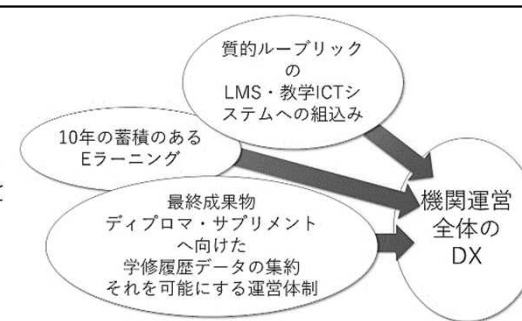 質的ルーブリック
の
LMS・教学ICTシ
ステムへの組込み
10年の蓄積のある
Eラーニング
最終成果物
ディプロマ・サプリメント
へ向けた
学修履歴データの集約
それを可能にする運営体制
機関運営
全体の
DX